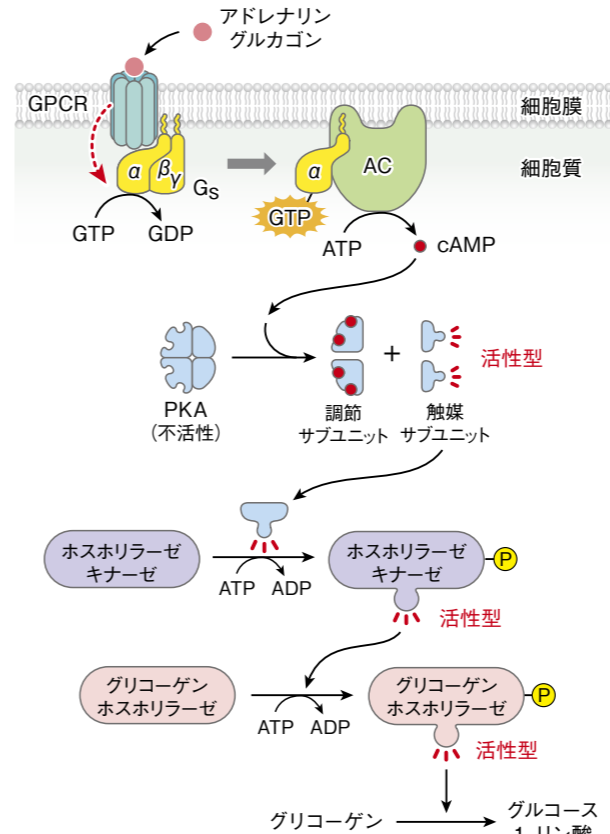 アドレナリン
グルカゴン
GPCR
細胞膜
α
β
γ
Gs
α
AC
細胞質
GTP
GDP
GTP
ATP
cAMP
PKA
(不活性)
調節
サブユニット
+
触媒
サブユニット
活性型
ホスホリラーゼ
キナーゼ
ATP
ADP
ホスホリラーゼ
キナーゼ
P
活性型
グリコーゲン
ホスホリラーゼ
ATP
ADP
グリコーゲン
ホスホリラーゼ
P
活性型
グリコーゲン
グルコース
1-リン酸